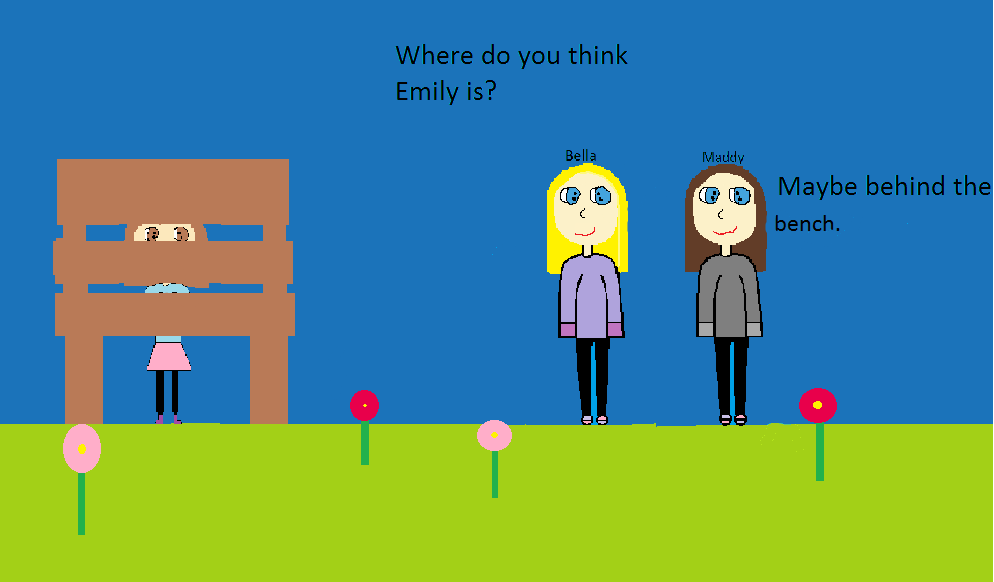 Where do you think
Emily is?
Bella
Maddy
Maybe behind the
bench.